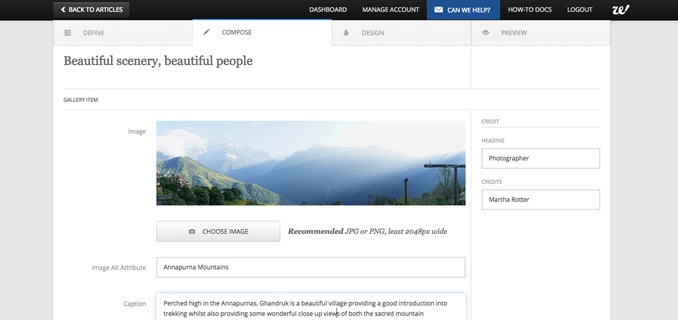 BACK TO ARTICLES
DASHBOARD MANAGE ACCOUNT CAN WE HELP? HOW-TO DOCS LOGOUT w!
DEFINE COMPOSE DESIGN PREVIEW
Beautiful scenery, beautiful people
GALLERY ITEM
Image
CHOOSE IMAGE Recommended JPG or PNG, least 2048px wide
Image Alt Attribute Annapurna Mountains
Caption Perched high in the Annapurnas, Ghandruk is a beautiful village providing a good introduction into
trekking whilst also providing some wonderful close up views of both the sacred mountain
CREDIT
HEADING
Photographer
CREDITS
Martha Rotter